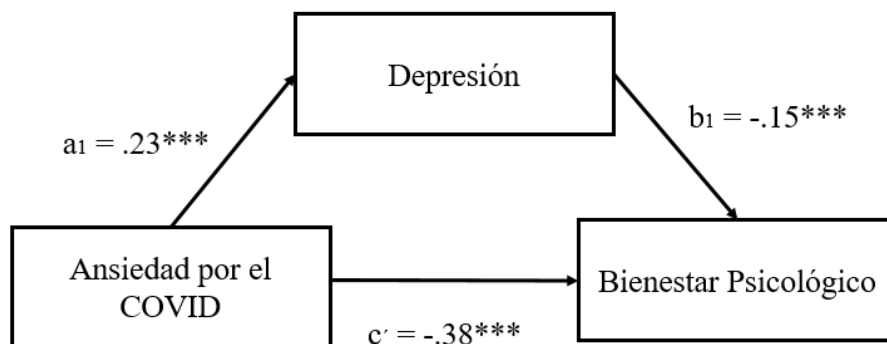 Depresión
a1 = .23***
b1 = -.15***
Ansiedad por el
COVID
Bienestar Psicológico
c´ = -.38***